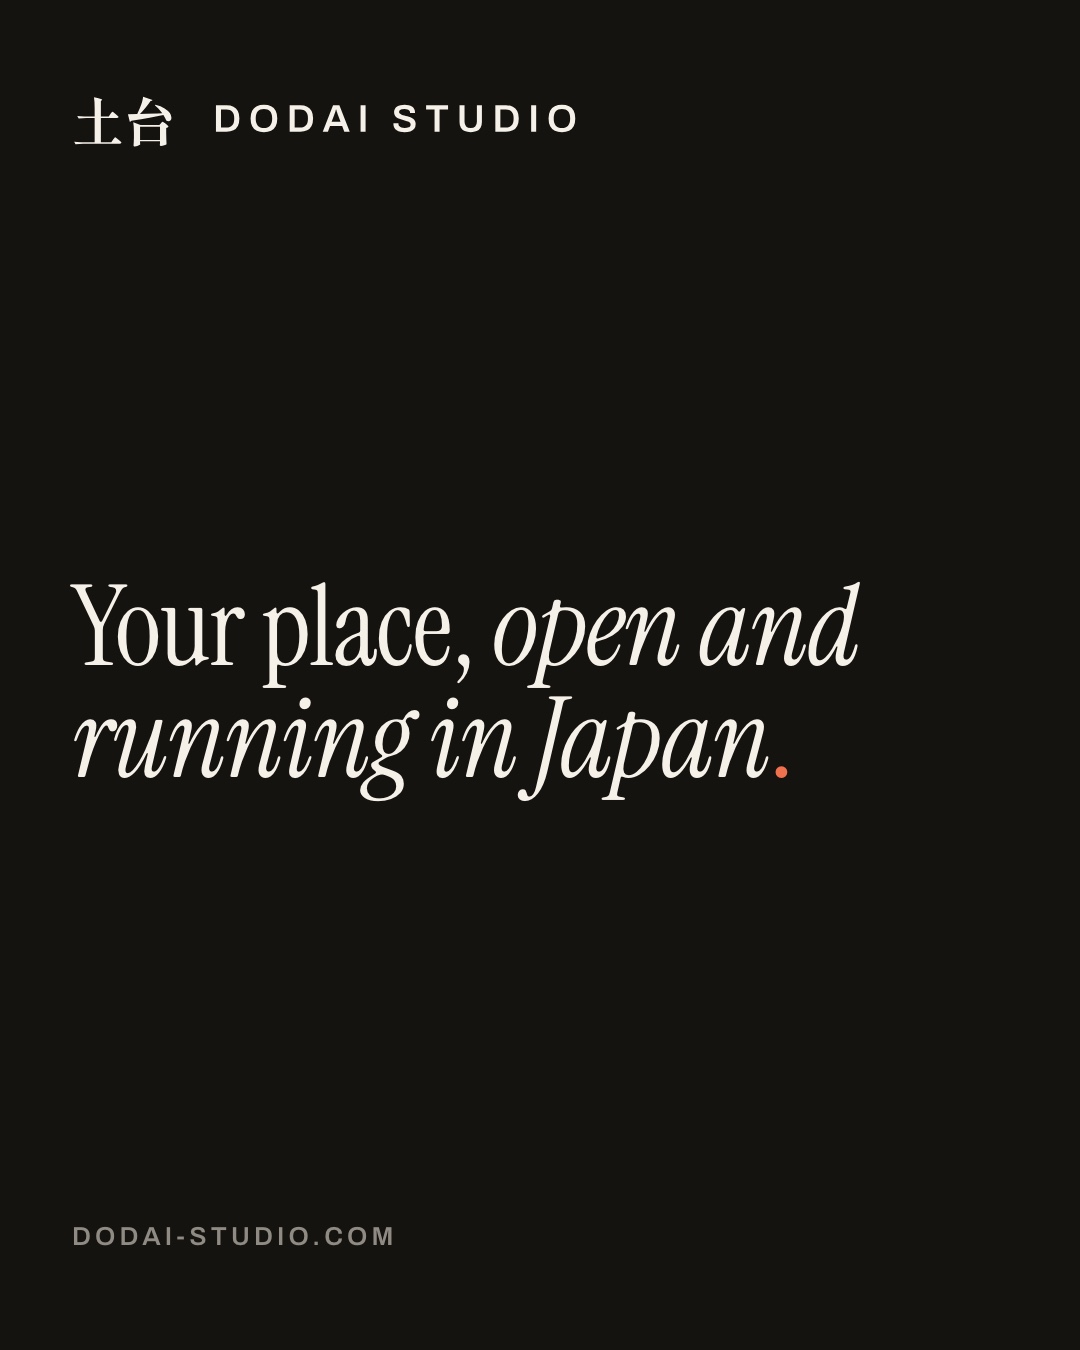 土台 DODAI STUDIO
Your place, open and
running in Japan.
DODAI-STUDIO.COM